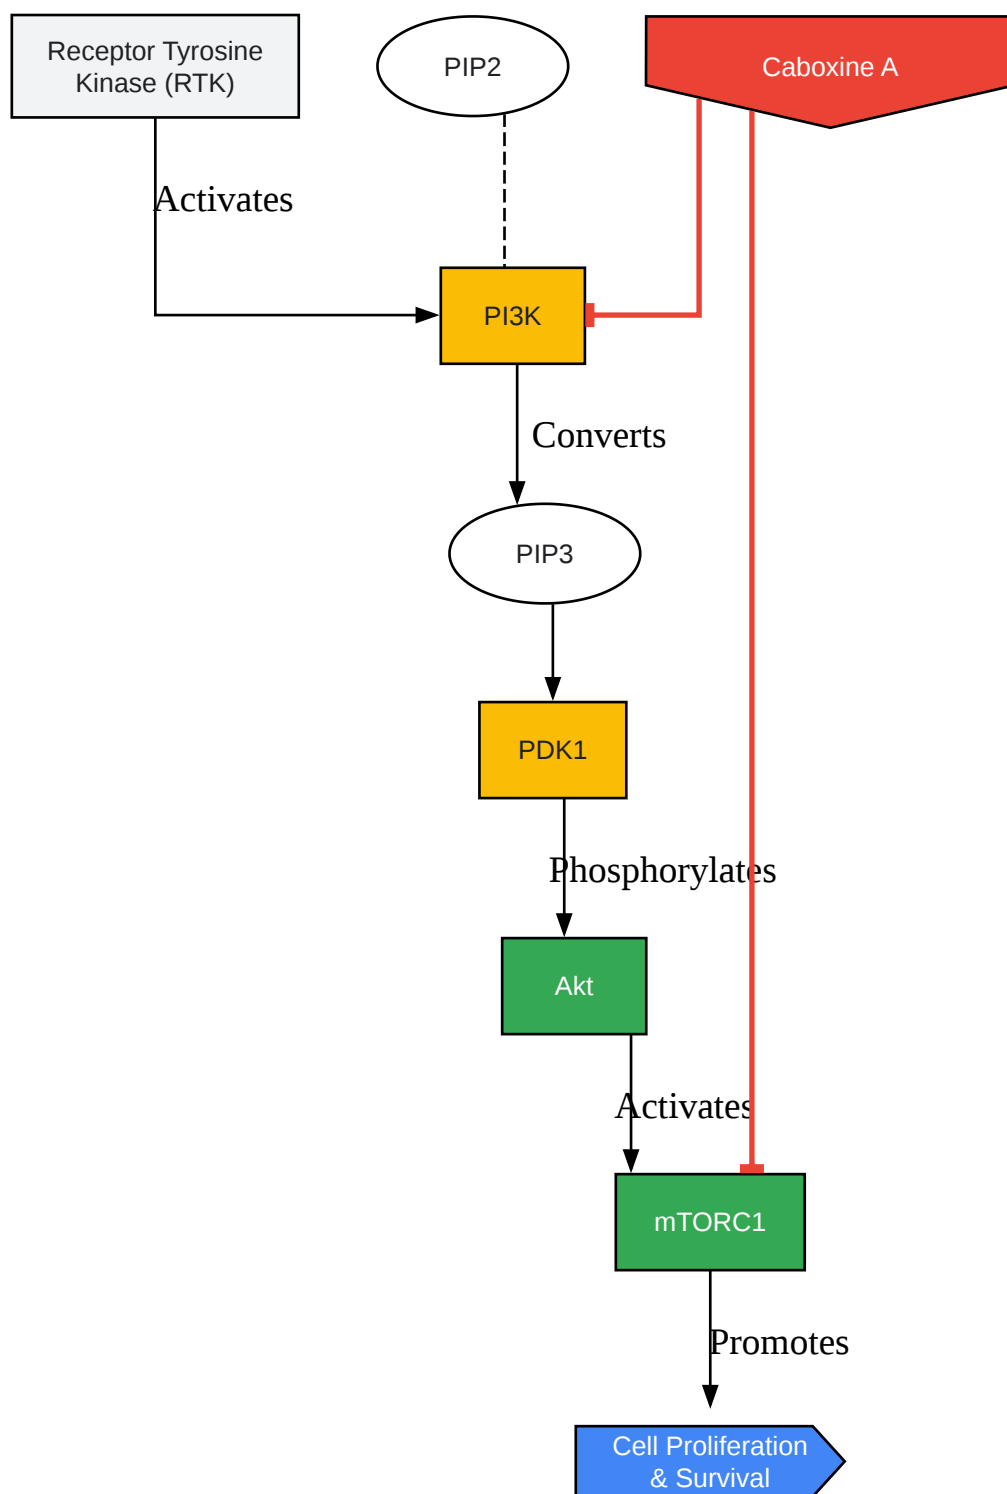 Receptor Tyrosine
Kinase (RTK)
PIP2
Caboxine A
Activates
PI3K
Converts
PIP3
PDK1
Phosphorylates
Akt
Activates
mTORC1
Promotes
Cell Proliferation
& Survival